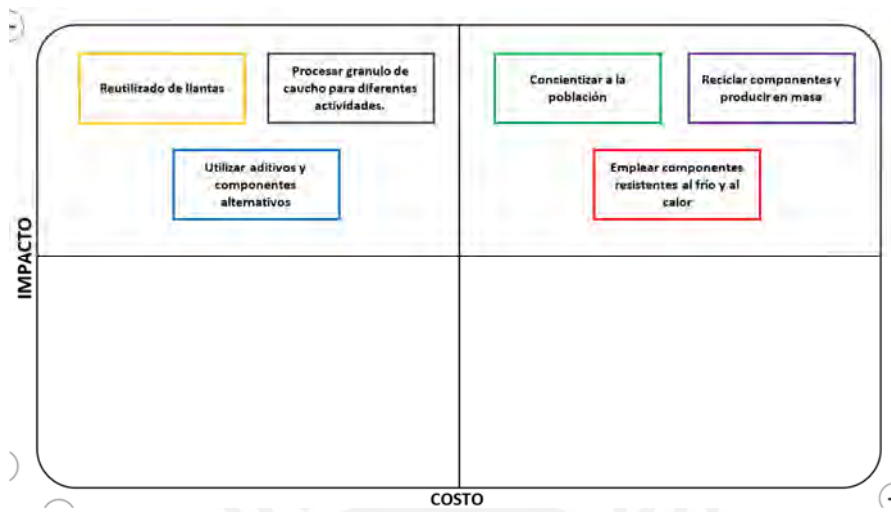 Reutilizado de llantas
Procesar granulo de
caucho para diferentes
actividades.
Concientizar a la
población
Reciclar componentes y
producir en masa
Utilizar aditivos y
componentes
alternativos
Emplear componentes
resistentes al frío y al
calor
IMPACTO
COSTO